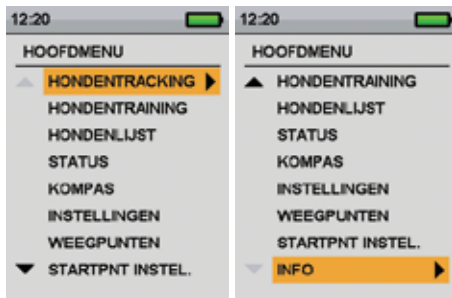 12:20
HOOFDMENU
HONDENTRACKING
HONDENTRAINING
HONDENLIJST
STATUS
KOMPAS
INSTELLINGEN
WEEGPUNTEN
STARTPNT INSTEL.
12:20
HOOFDMENU
HONDENTRAINING
HONDENLIJST
STATUS
KOMPAS
INSTELLINGEN
WEEGPUNTEN
STARTPNT INSTEL.
INFO